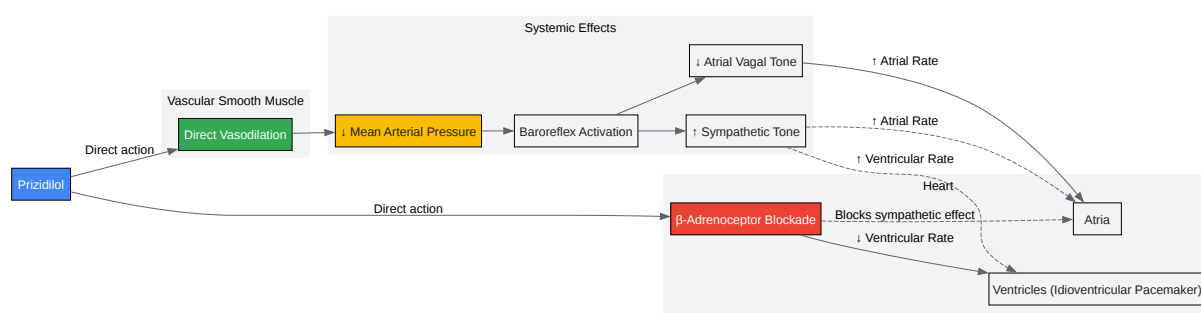 Systemic Effects
↓ Atrial Vagal Tone
↑ Atrial Rate
Vascular Smooth Muscle
Direct Vasodilation
↓ Mean Arterial Pressure
Baroreflex Activation
↑ Sympathetic Tone
↑ Atrial Rate
Direct action
↑ Ventricular Rate
Prizidilol
Heart
Direct action
β-Adrenoceptor Blockade
Blocks sympathetic effect
Atria
↓ Ventricular Rate
Ventricles (Idioventricular Pacemaker)